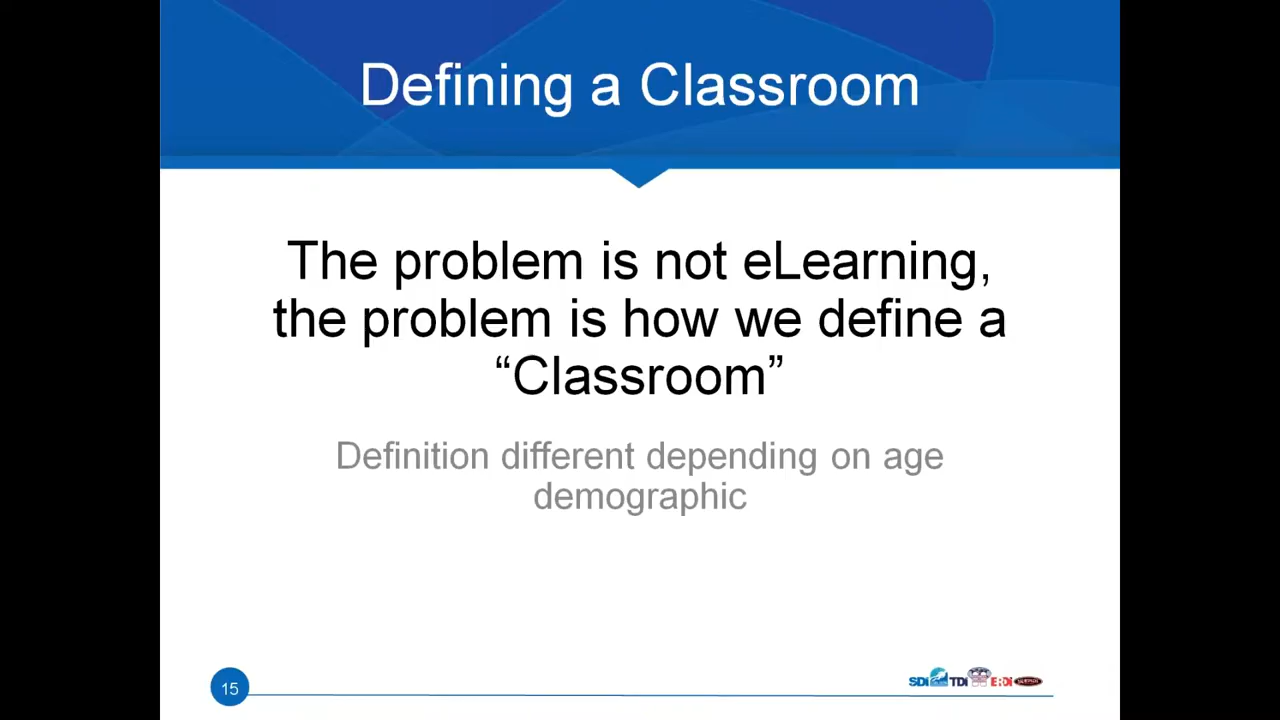 Defining a Classroom
The problem is not eLearning,
the problem is how we define a
“Classroom”
Definition different depending on age
demographic
15
SDI TDI ERDI